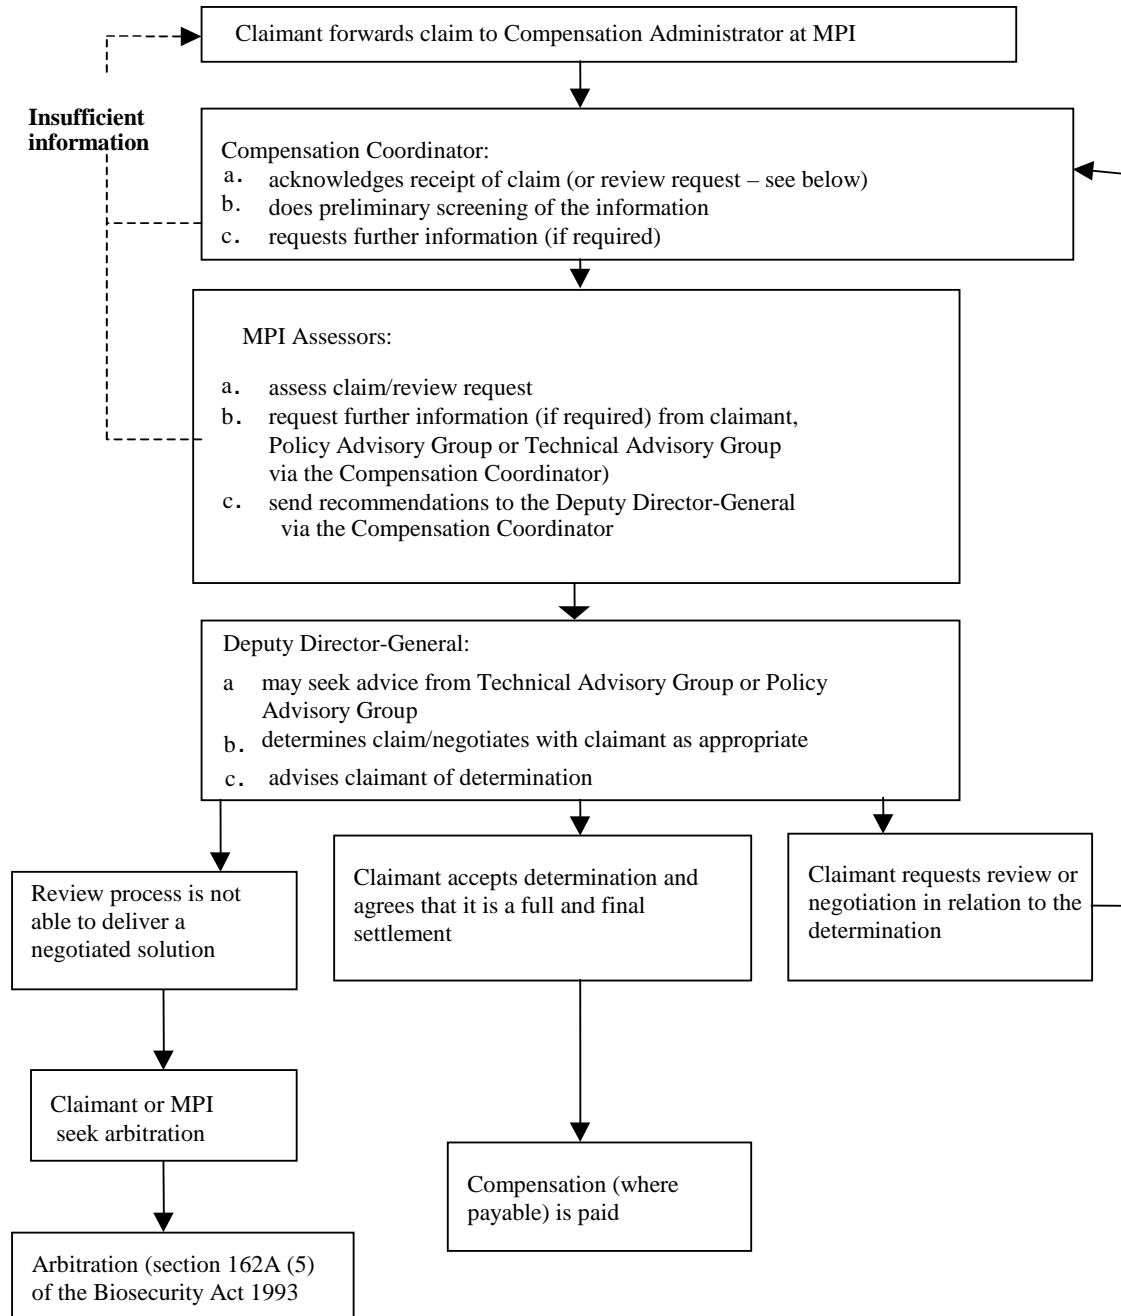 Claimant forwards claim to Compensation Administrator at MPI
Insufficient
information
Compensation Coordinator:
a. acknowledges receipt of claim (or review request – see below)
b. does preliminary screening of the information
c. requests further information (if required)
MPI Assessors:
a. assess claim/review request
b. request further information (if required) from claimant,
Policy Advisory Group or Technical Advisory Group
via the Compensation Coordinator)
c. send recommendations to the Deputy Director-General
via the Compensation Coordinator
Deputy Director-General:
a may seek advice from Technical Advisory Group or Policy
Advisory Group
b. determines claim/negotiates with claimant as appropriate
c. advises claimant of determination
Review process is not
able to deliver a
negotiated solution
Claimant accepts determination and
agrees that it is a full and final
settlement
Claimant requests review or
negotiation in relation to the
determination
Claimant or MPI
seek arbitration
Compensation (where
payable) is paid
Arbitration (section 162A (5)
of the Biosecurity Act 1993